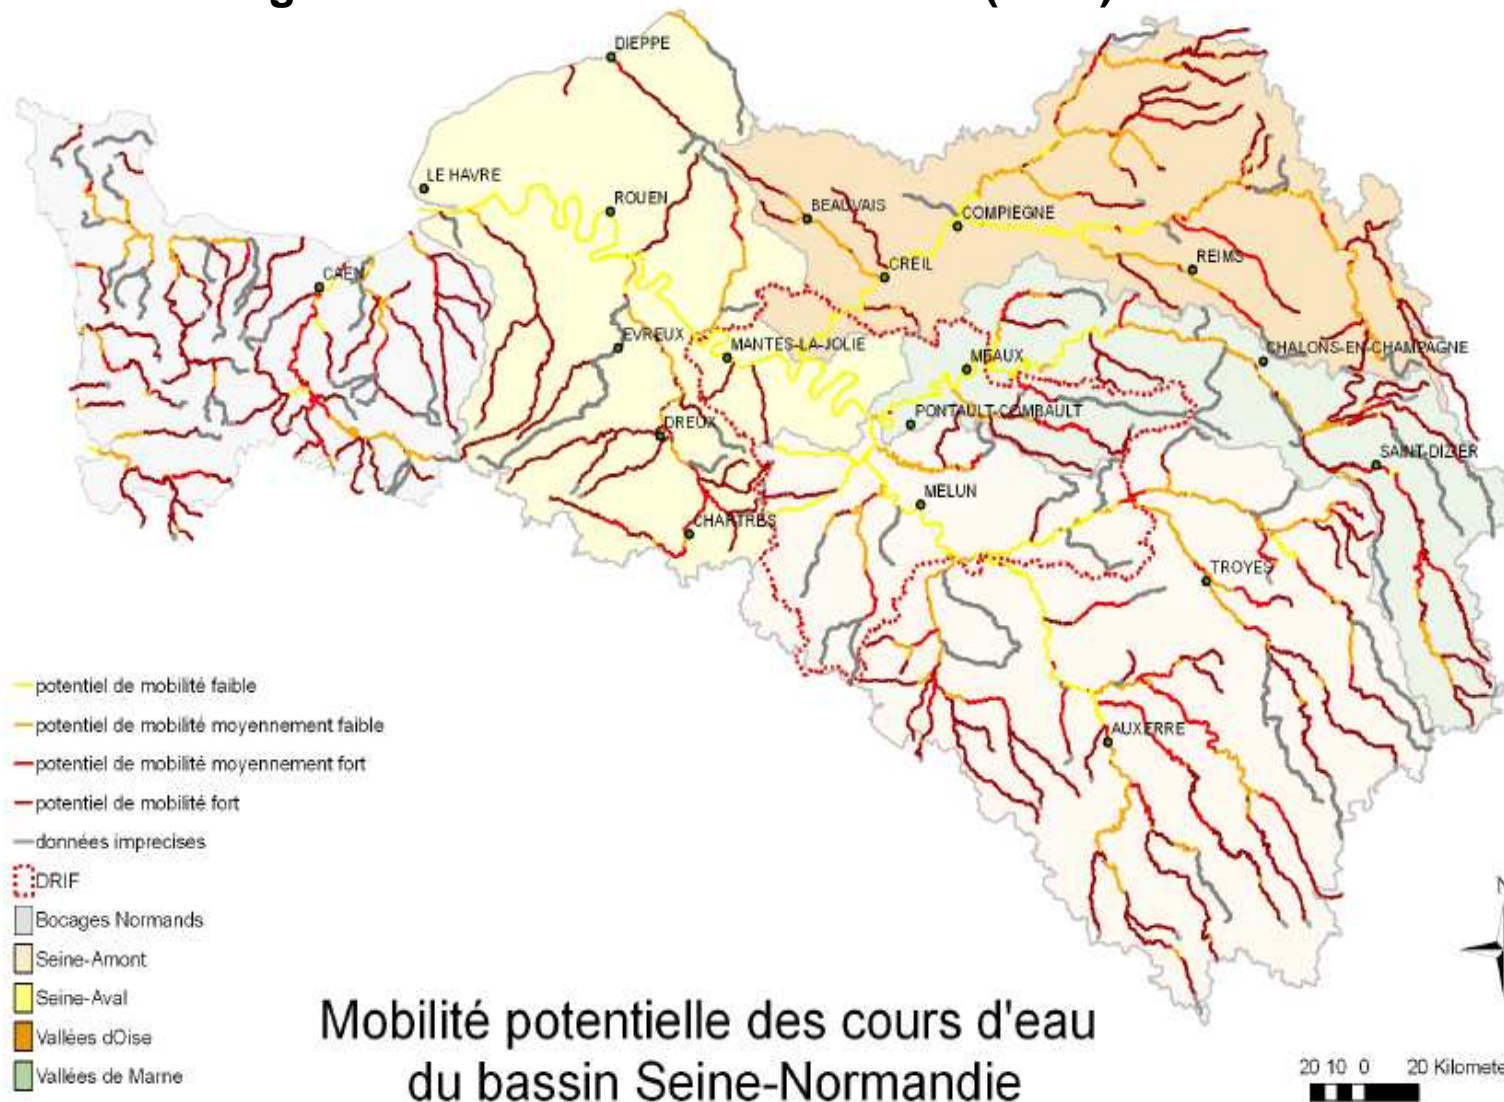 DIEPPE
LE HAVRE
ROUEN
BEAUVAIS
COMPIEGNE
CREIL
REIMS
CAEN
EVREUX
MANTES-LA-JOLIE
MEAUX
CHALONS-EN-CHAMPAGNE
PONTAULT-COMBAULT
DREUX
SAINT-DIZIER
MELUN
CHARTRES
TROYES
AUXERRE
potentiel de mobilité faible
potentiel de mobilité moyennement faible
potentiel de mobilité moyennement fort
potentiel de mobilité fort
données imprecises
DRIF
Bocages Normands
Seine-Amont
Seine-Aval
Vallées dOise
Vallées de Marne
N
Mobilité potentielle des cours d'eau
du bassin Seine-Normandie
20 10 0 20 Kilomete